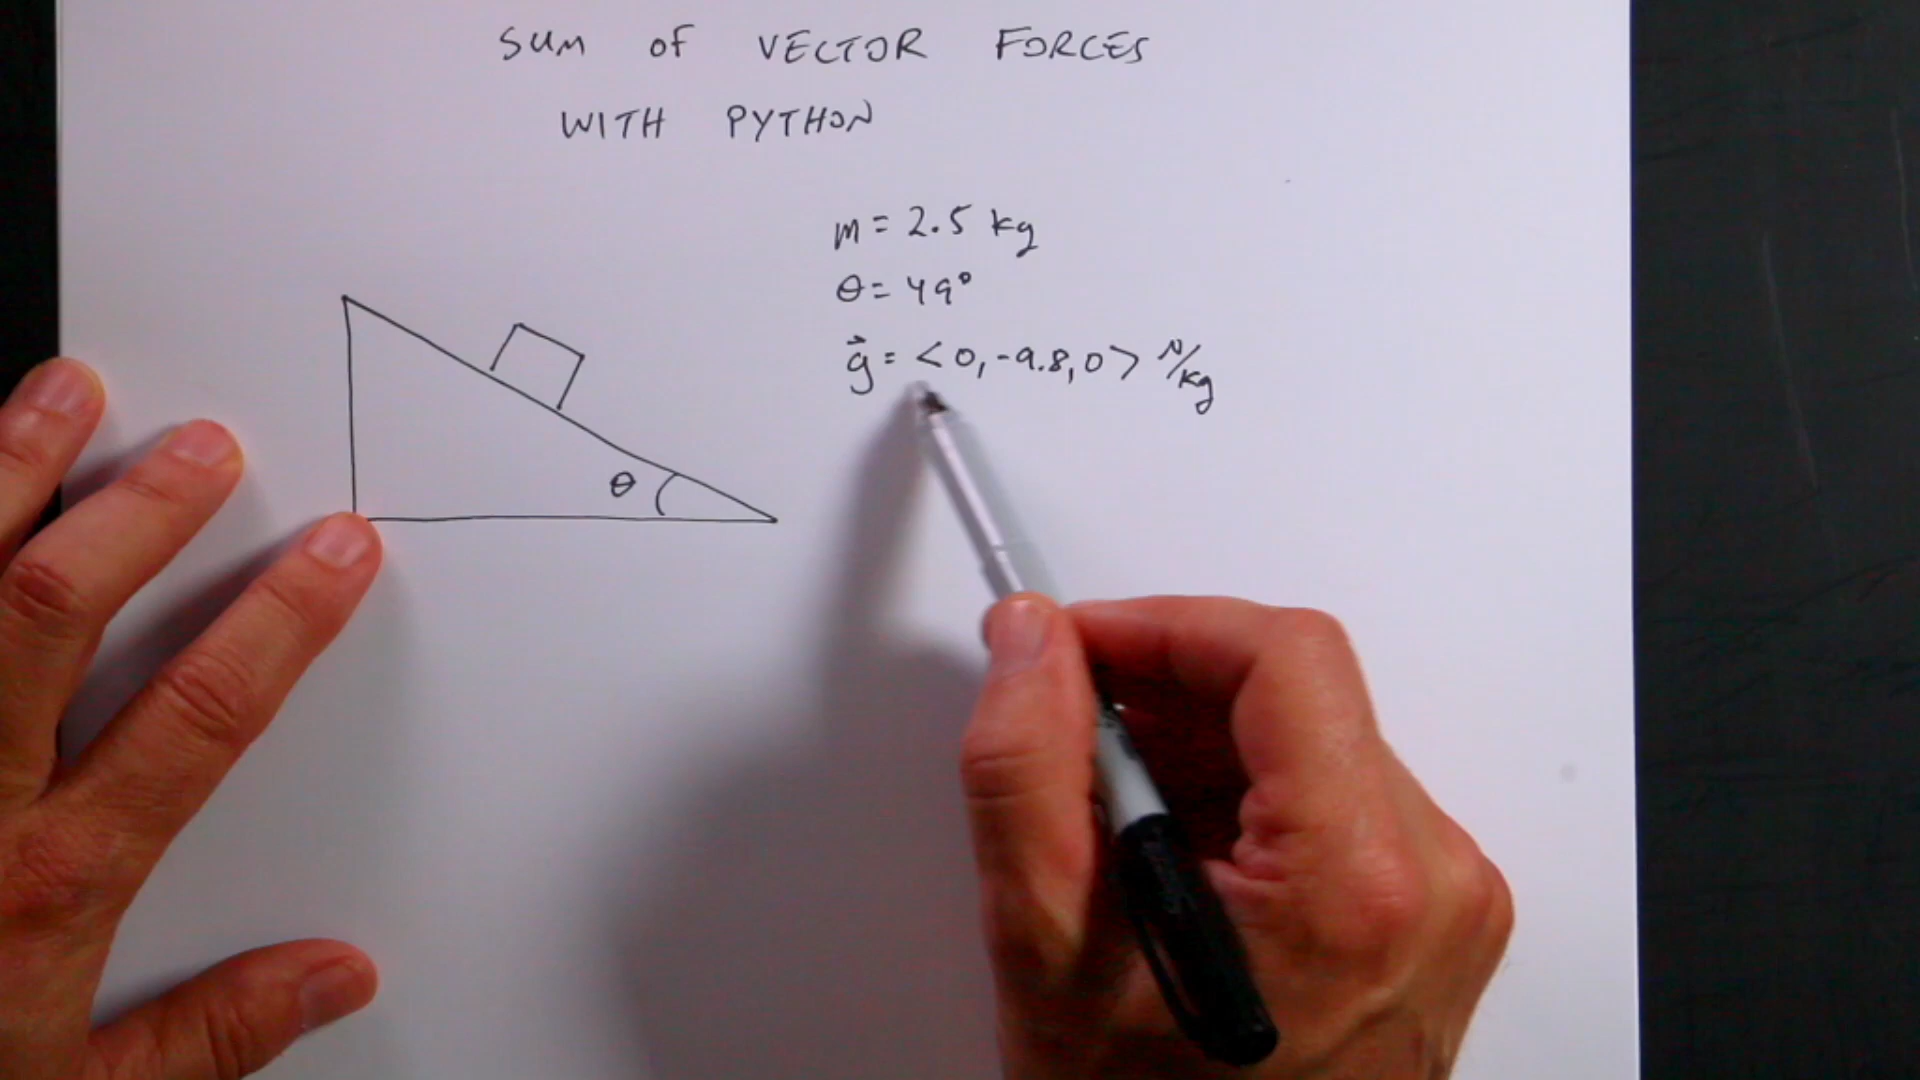 SUM OF VECTOR FORCES
WITH PYTHON
m = 2.5 kg
θ = 49°
g⃗ = < 0, -9.8, 0 > N/kg
θ